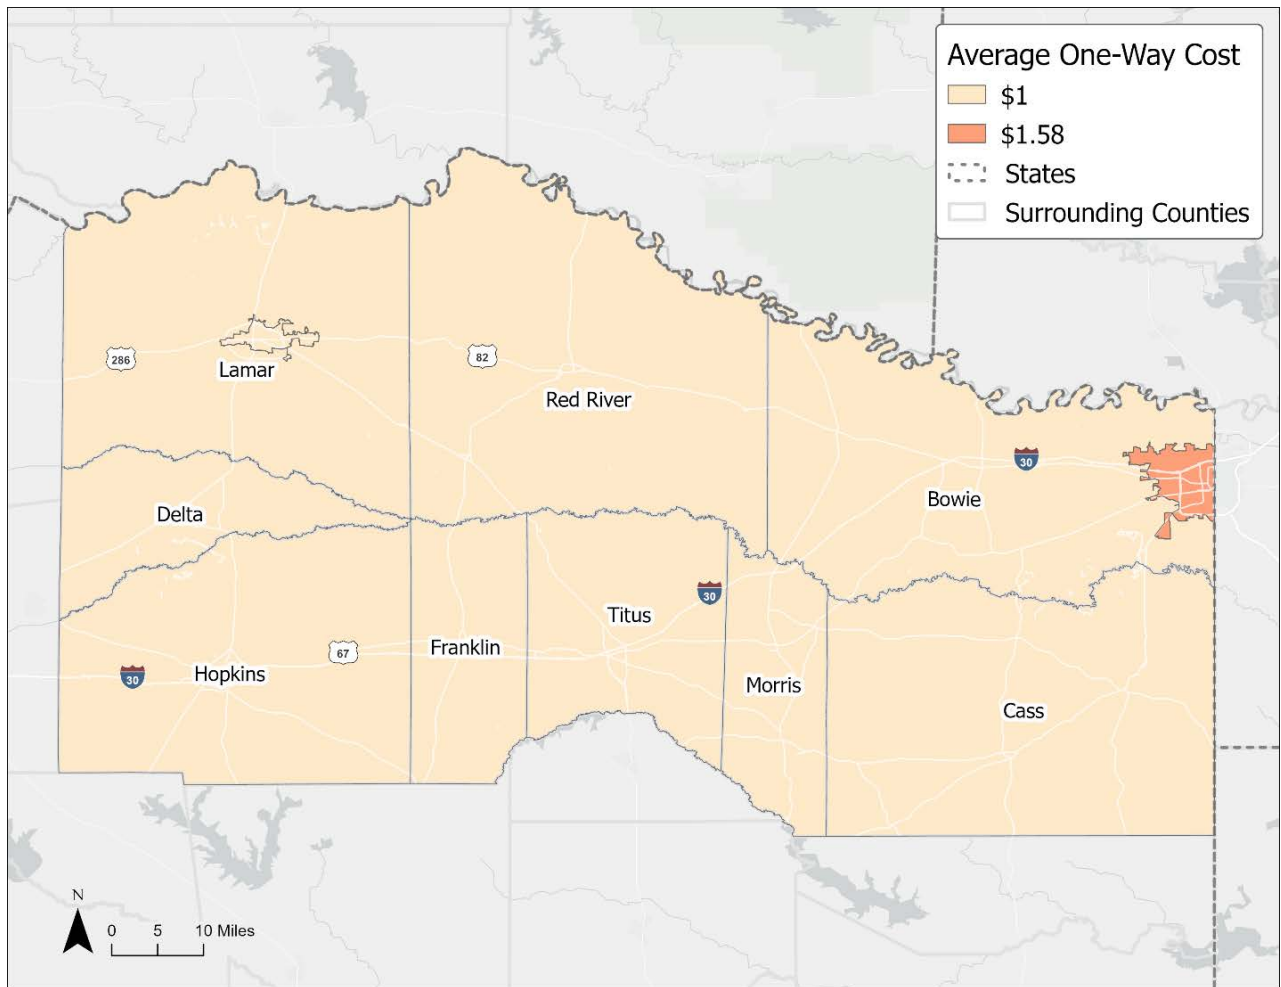 Average One-Way Cost
$1
$1.58
States
Surrounding Counties
286
82
Lamar
Red River
30
Bowie
Delta
30
Titus
67
Franklin
30
Hopkins
Morris
Cass
N
0 5 10 Miles